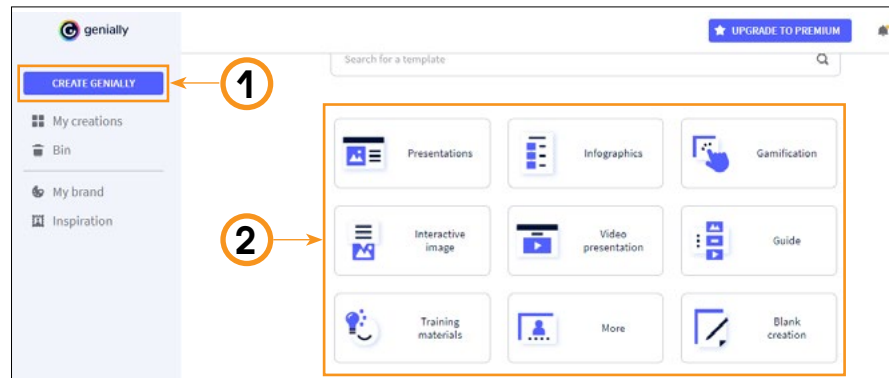 genially
UPGRADE TO PREMIUM
Search for a template
CREATE GENIALLY
1
My creations
Bin
My brand
Inspiration
2
Presentations
Infographics
Gamification
Interactive
image
Video
presentation
Guide
Training
materials
More
Blank
creation